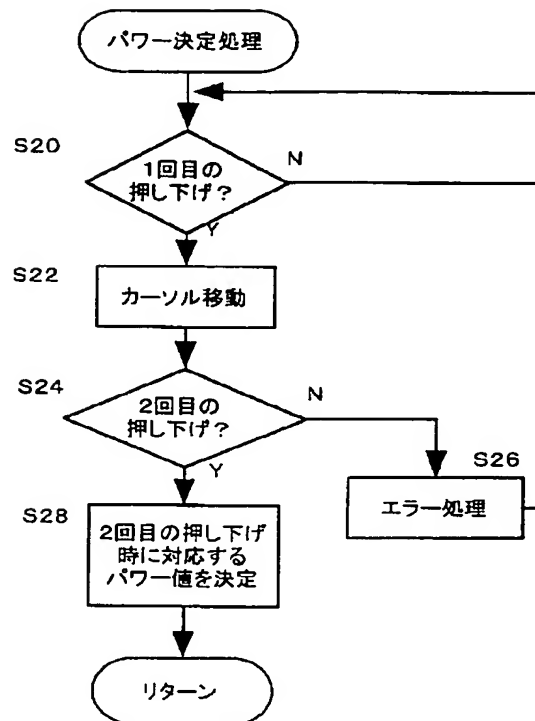 パワー決定処理
S20
1回目の
押し下げ？
N
Y
S22
カーソル移動
S24
2回目の
押し下げ？
N
Y
S26
エラー処理
S28
2回目の押し下げ
時に対応する
パワー値を決定
リターン